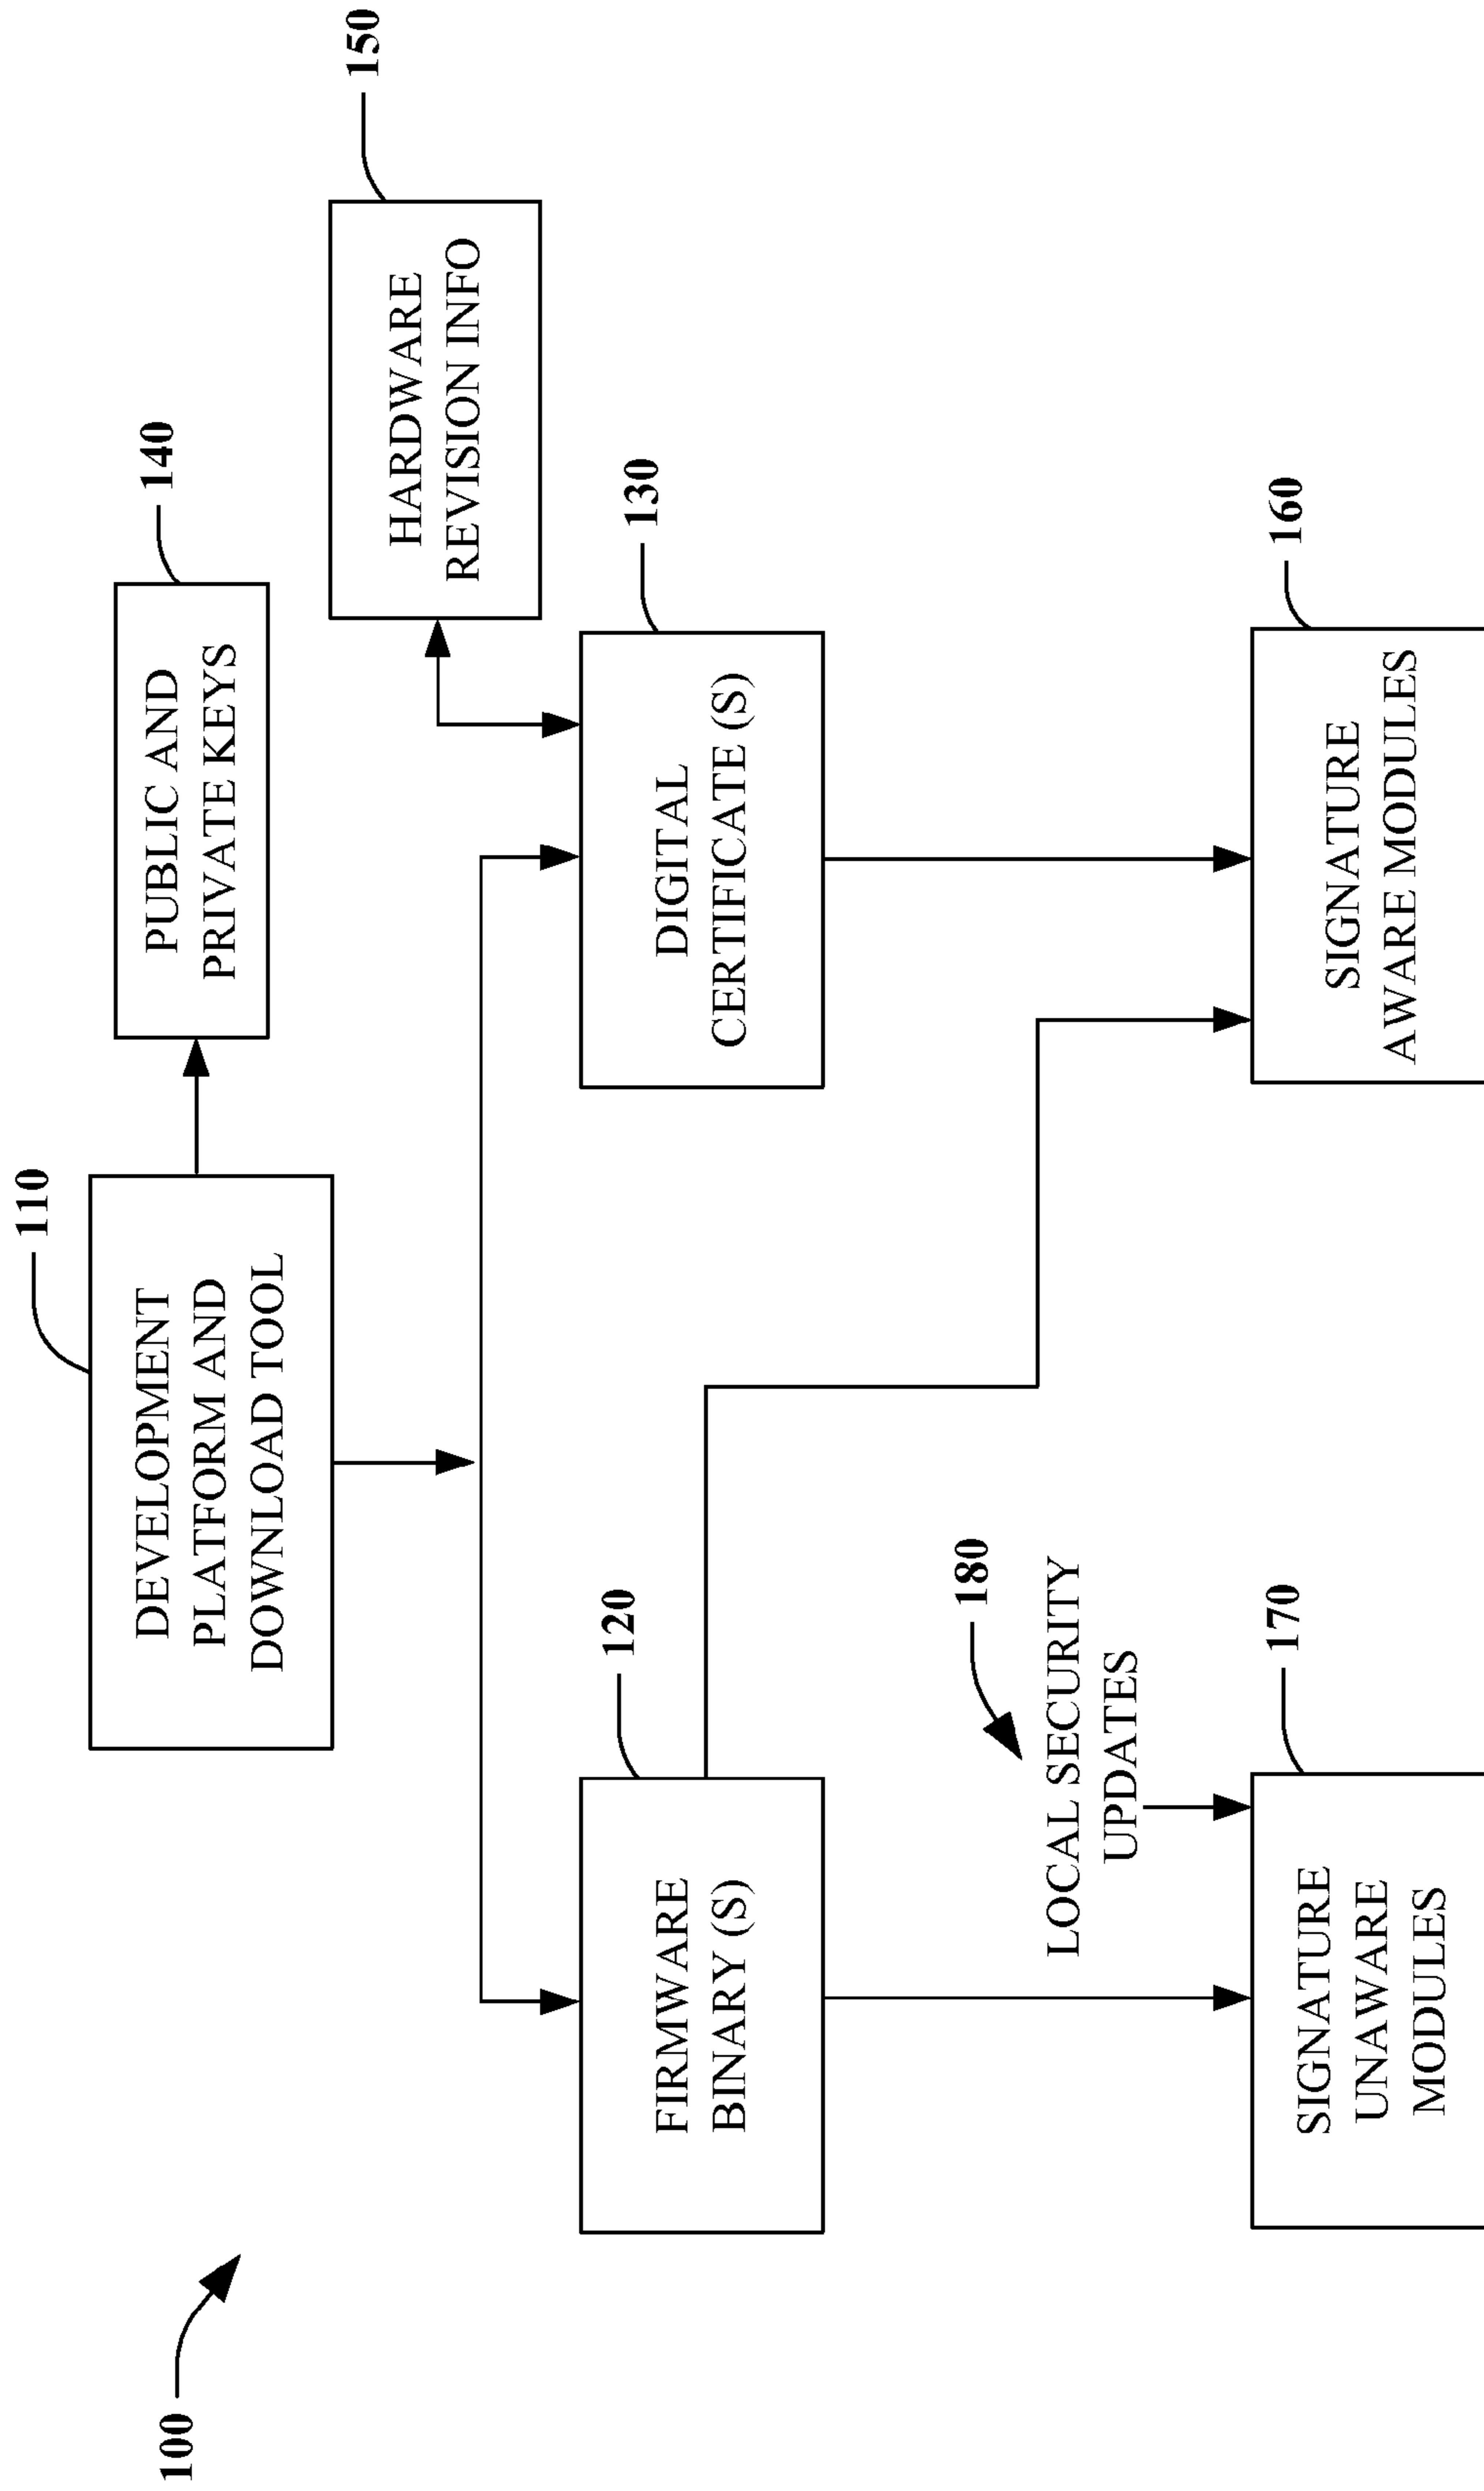 100
110
DEVELOPMENT
PLATFORM AND
DOWNLOAD TOOL
140
PUBLIC AND
PRIVATE KEYS
150
HARDWARE
REVISION INFO
120
FIRMWARE
BINARY (S)
130
DIGITAL
CERTIFICATE (S)
180
LOCAL SECURITY
UPDATES
170
SIGNATURE
UNAWARE
MODULES
160
SIGNATURE
AWARE MODULES